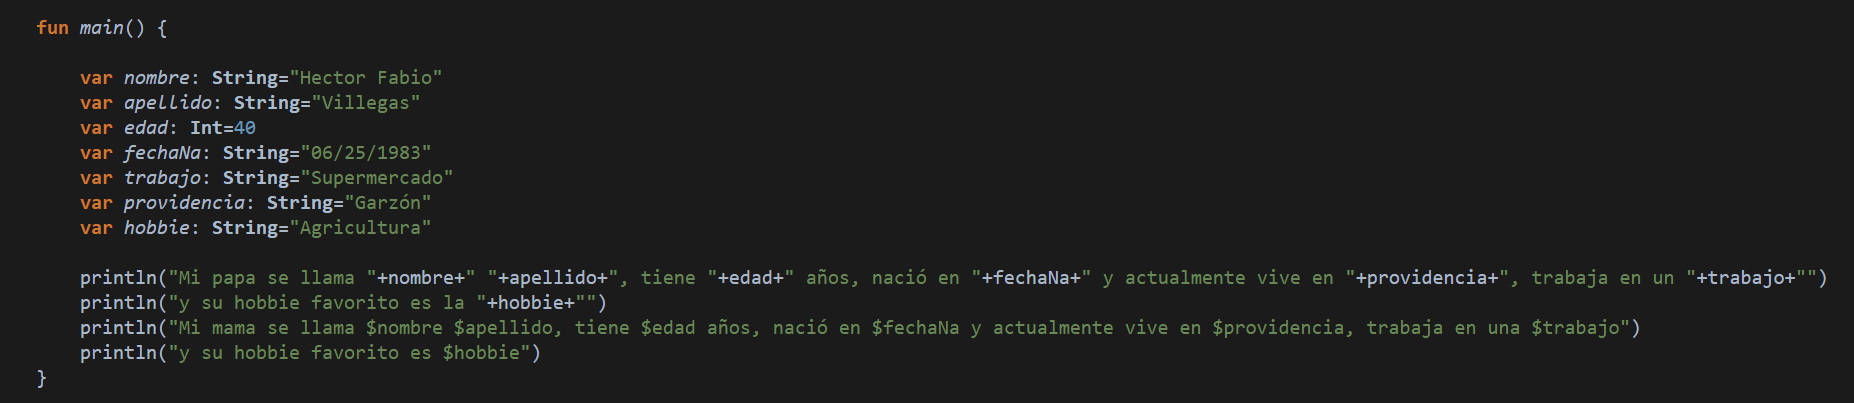 fun main() {
var nombre: String="Hector Fabio"
var apellido: String="Villegas"
var edad: Int=40
var fechaNa: String="06/25/1983"
var trabajo: String="Supermercado"
var providencia: String="Garzón"
var hobbie: String="Agricultura"
println("Mi papa se llama "+nombre+" "+apellido+", tiene "+edad+" años, nació en "+fechaNa+" y actualmente vive en "+providencia+", trabaja en un "+trabajo+"")
println("y su hobbie favorito es la "+hobbie+"")
println("Mi mama se llama $nombre $apellido, tiene $edad años, nació en $fechaNa y actualmente vive en $providencia, trabaja en una $trabajo")
println("y su hobbie favorito es $hobbie")
}